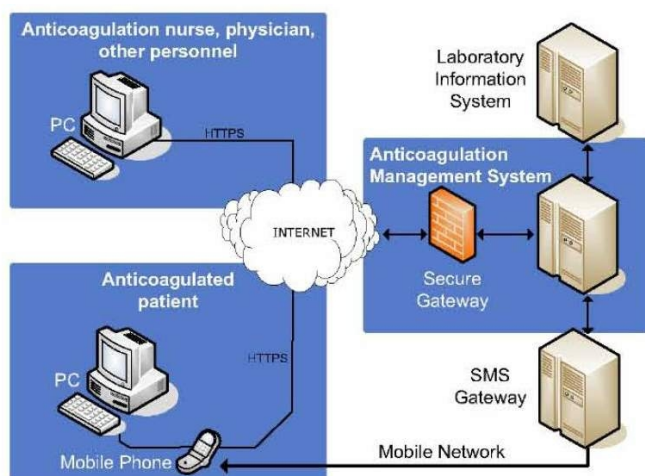 Anticoagulation nurse, physician,
other personnel
PC
HTTPS
Laboratory
Information
System
Anticoagulation
Management System
INTERNET
Secure
Gateway
Anticoagulated
patient
HTTPS
PC
Mobile Phone
SMS
Gateway
Mobile Network